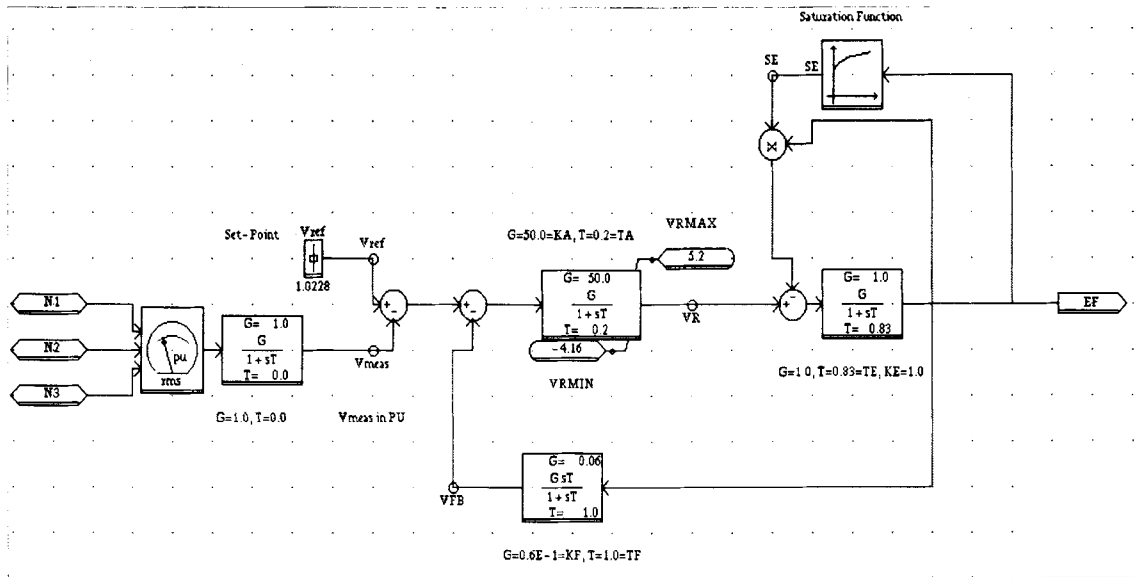 Saturation Function
SE
SE
VRMAX
G=50.0=KA, T=0.2=TA
5.2
Set-Point
Vref
Vref
1.0228
G= 50.0
G
1 + sT
T= 0.2
G= 1.0
G
1 + sT
T= 0.83
N1
N2
N3
pu
rms
G= 1.0
G
1 + sT
T= 0.0
+
-
+
-
+
-
Vmeas
VR
EF
-4.16
VRMIN
G=1.0, T=0.83=TE, KE=1.0
G=1.0, T=0.0
Vmeas in PU
VFB
G= 0.06
G sT
1 + sT
T= 1.0
G=0.6E-1=KF, T=1.0=TF